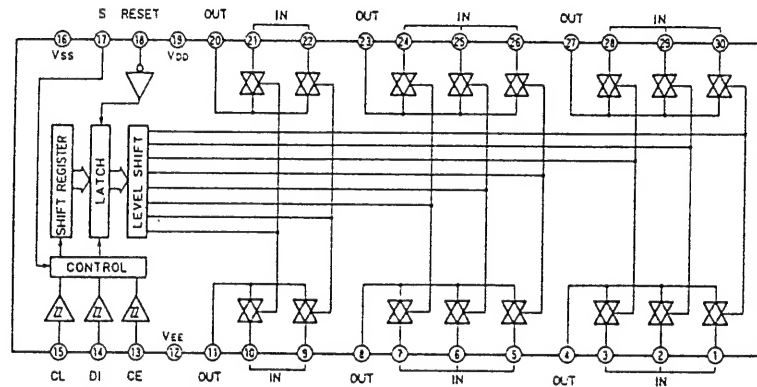 S RESET OUT IN OUT IN OUT IN
16 17 18 19 20 21 22 23 24 25 26 27 28 29 30
VSS VDD
SHIFT REGISTER
LATCH
LEVEL SHIFT
CONTROL
VEE
15 14 13 12 11 10 9 8 7 6 5 4 3 2 1
CL DI CE OUT IN OUT IN OUT IN